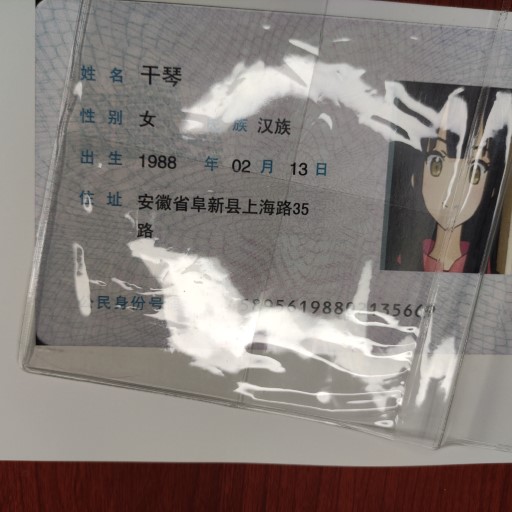 姓名 于琴
性别 女 族 汉族
出生 1988 年 02 月 13 日
住址 安徽省阜新县上海路35
路
民身份号